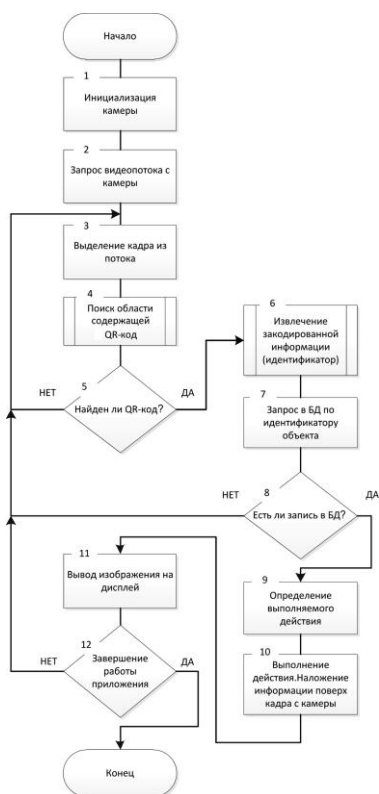 Начало
1
Инициализация
камеры
2
Запрос видеопотока с
камеры
3
Выделение кадра из
потока
4
Поиск области
содержащей
QR-код
5
НЕТ
Найден ли QR-код?
ДА
6
Извлечение
закодированной
информации
(идентификатор)
7
Запрос в БД по
идентификатору
объекта
8
НЕТ
Есть ли запись в БД?
ДА
9
Определение
выполняемого
действия
10
Выполнение
действия.Наложение
информации поверх
кадра с камеры
11
Вывод изображения на
дисплей
12
НЕТ
Завершение
работы
приложения
ДА
Конец